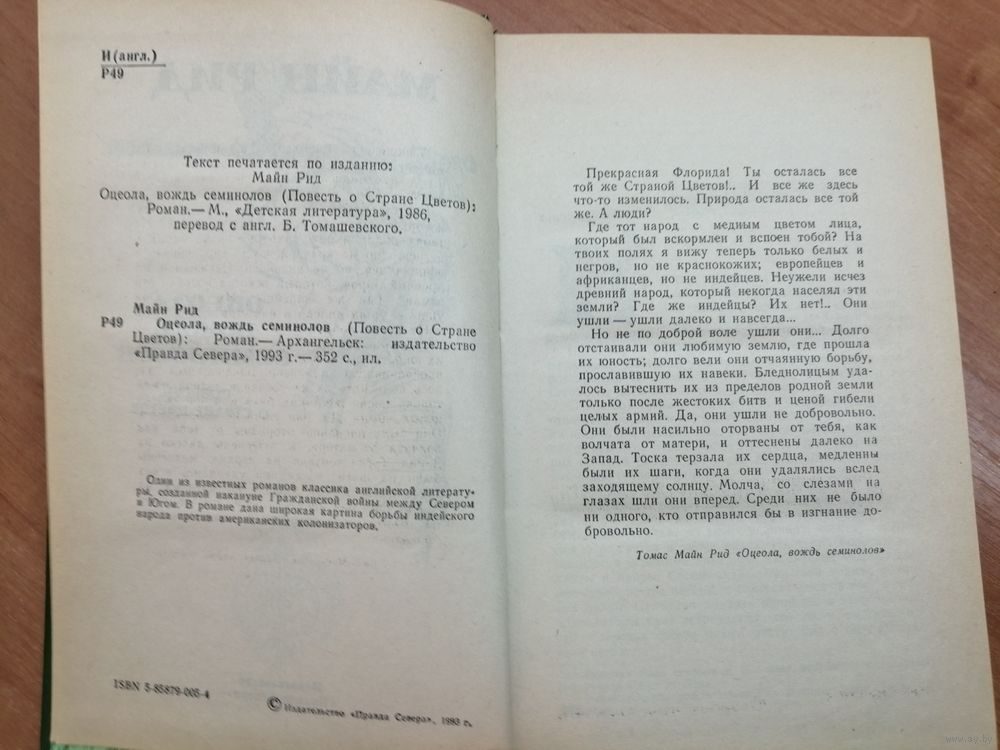 И(англ.)
Р49
Текст печатается по изданию:
Майн Рид
Оцеола, вождь семинолов (Повесть о Стране Цветов):
Роман.— М., «Детская литература», 1986,
перевод с англ. Б. Томашевского.
Майн Рид
Р49 Оцеола, вождь семинолов (Повесть о Стране
Цветов): Роман.— Архангельск: издательство
«Правда Севера», 1993 г.— 352 с., ил.
Один из известных романов классика английской литерату-
ры, созданной накануне Гражданской войны между Севером
и Югом. В романе дана широкая картина борьбы индейского
народа против американских колонизаторов.
ISBN 5-85879-005-4
© Издательство «Правда Севера», 1993 г.
Прекрасная Флорида! Ты осталась все
той же Страной Цветов!.. И все же здесь
что-то изменилось. Природа осталась все той
же. А люди?
Где тот народ с медным цветом лица,
который был вскормлен и вспоен тобой? На
твоих полях я вижу теперь только белых и
негров, но не краснокожих; европейцев и
африканцев, но не индейцев. Неужели исчез
древний народ, который некогда населял эти
земли? Где же индейцы? Их нет!.. Они
ушли — ушли далеко и навсегда...
Но не по доброй воле ушли они... Долго
отстаивали они любимую землю, где прошла
их юность; долго вели они отчаянную борьбу,
прославившую их навеки. Бледнолицым уда-
лось вытеснить их из пределов родной земли
только после жестоких битв и ценой гибели
целых армий. Да, они ушли не добровольно.
Они были насильно оторваны от тебя, как
волчата от матери, и оттеснены далеко на
Запад. Тоска терзала их сердца, медленны
были их шаги, когда они удалялись вслед
заходящему солнцу. Молча, со слезами на
глазах шли они вперед. Среди них не было
ни одного, кто отправился бы в изгнание до-
бровольно.
Томас Майн Рид «Оцеола, вождь семинолов»
www.ay.by